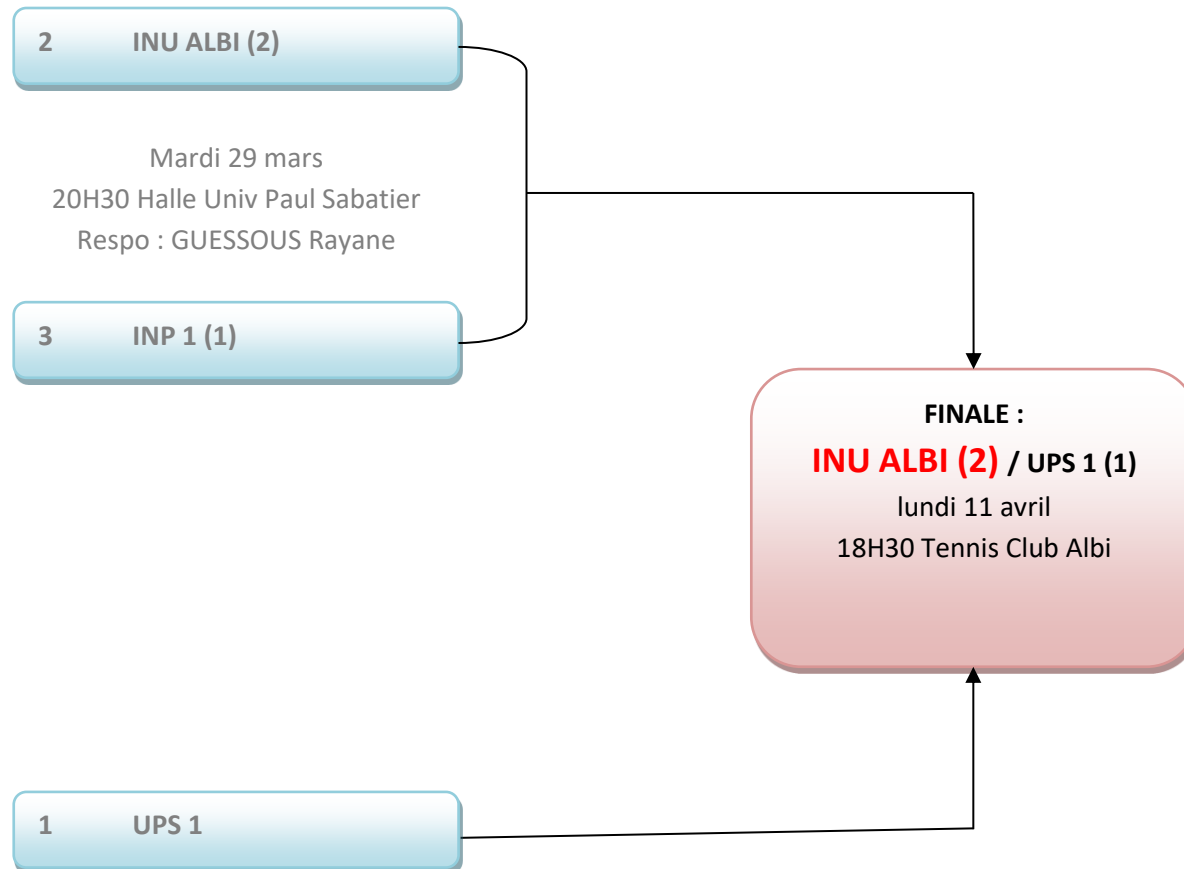 2 INU ALBI (2)
Mardi 29 mars
20H30 Halle Univ Paul Sabatier
Respo : GUESSOUS Rayane
3 INP 1 (1)
FINALE :
INU ALBI (2) / UPS 1 (1)
lundi 11 avril
18H30 Tennis Club Albi
1 UPS 1